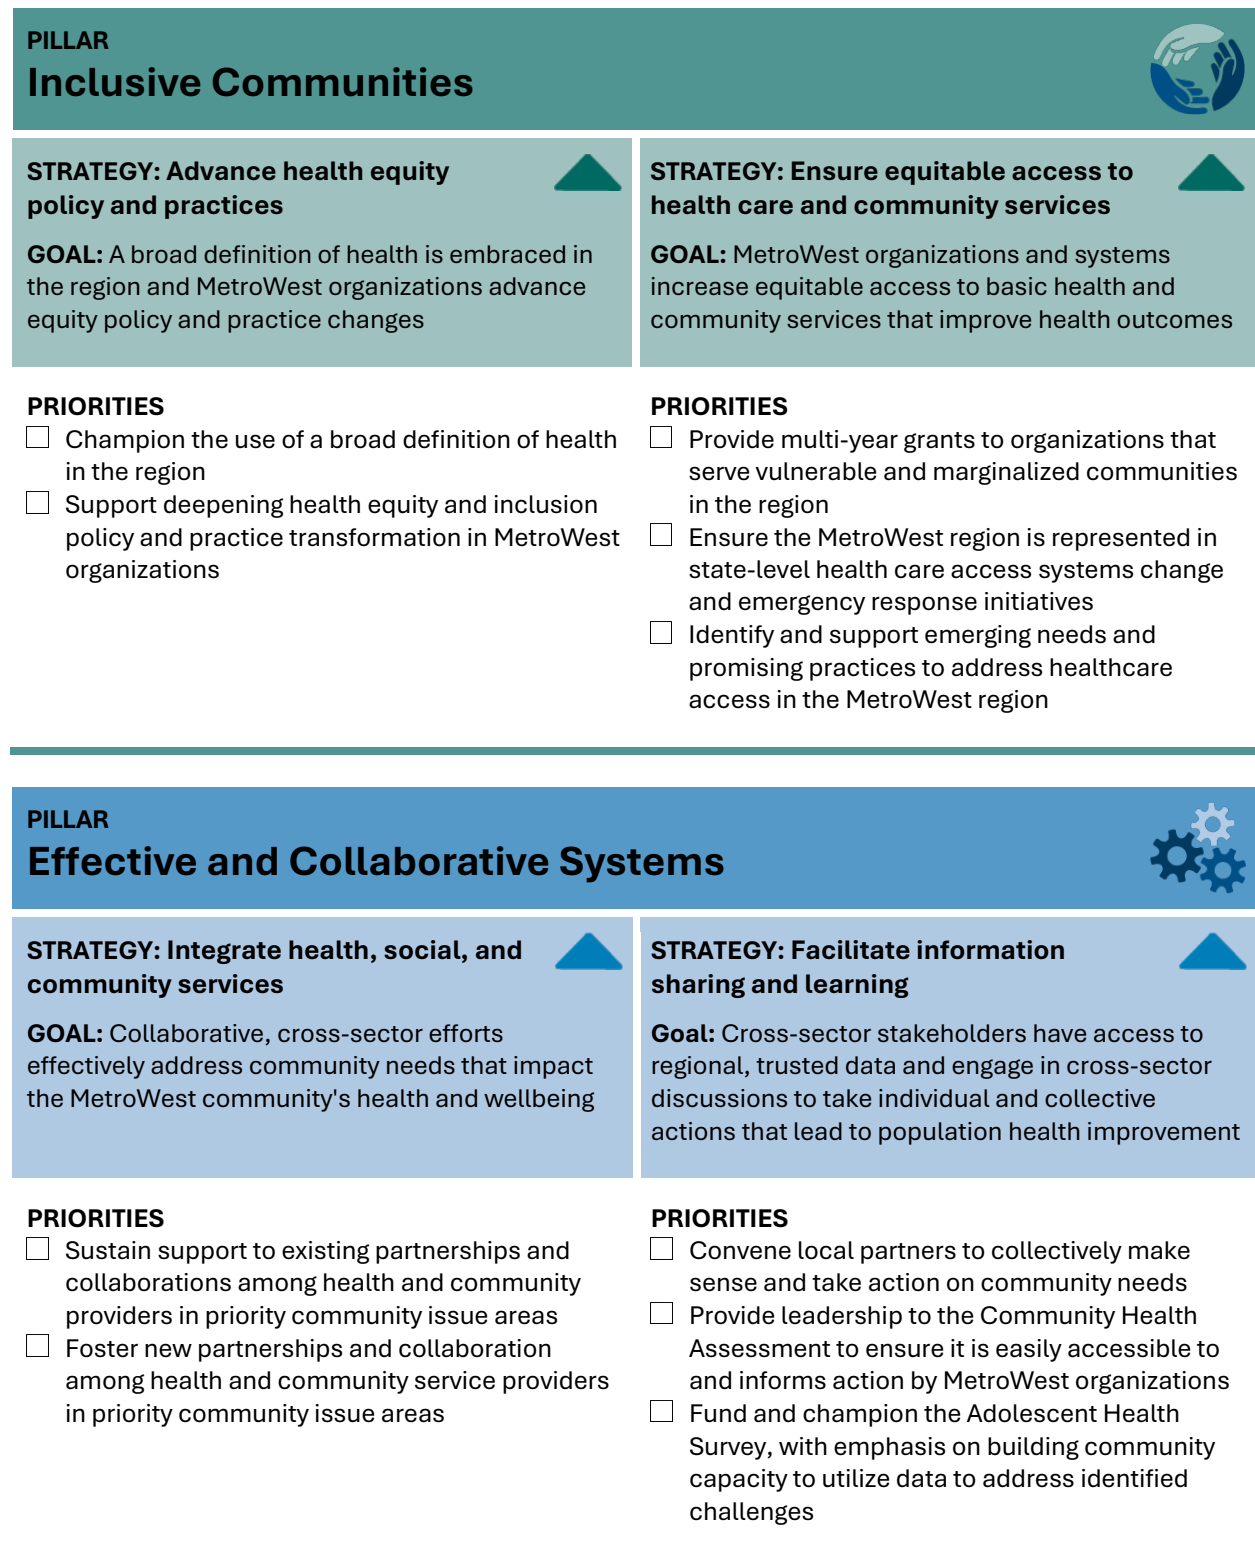 PILLAR
Inclusive Communities
STRATEGY: Advance health equity
policy and practices
GOAL: A broad definition of health is embraced in
the region and MetroWest organizations advance
equity policy and practice changes
PRIORITIES
Champion the use of a broad definition of health
in the region
Support deepening health equity and inclusion
policy and practice transformation in MetroWest
organizations
STRATEGY: Ensure equitable access to
health care and community services
GOAL: MetroWest organizations and systems
increase equitable access to basic health and
community services that improve health outcomes
PRIORITIES
Provide multi-year grants to organizations that
serve vulnerable and marginalized communities
in the region
Ensure the MetroWest region is represented in
state-level health care access systems change
and emergency response initiatives
Identify and support emerging needs and
promising practices to address healthcare
access in the MetroWest region
PILLAR
Effective and Collaborative Systems
STRATEGY: Integrate health, social, and
community services
GOAL: Collaborative, cross-sector efforts
effectively address community needs that impact
the MetroWest community's health and wellbeing
PRIORITIES
Sustain support to existing partnerships and
collaborations among health and community
providers in priority community issue areas
Foster new partnerships and collaboration
among health and community service providers
in priority community issue areas
STRATEGY: Facilitate information
sharing and learning
Goal: Cross-sector stakeholders have access to
regional, trusted data and engage in cross-sector
discussions to take individual and collective
actions that lead to population health improvement
PRIORITIES
Convene local partners to collectively make
sense and take action on community needs
Provide leadership to the Community Health
Assessment to ensure it is easily accessible to
and informs action by MetroWest organizations
Fund and champion the Adolescent Health
Survey, with emphasis on building community
capacity to utilize data to address identified
challenges